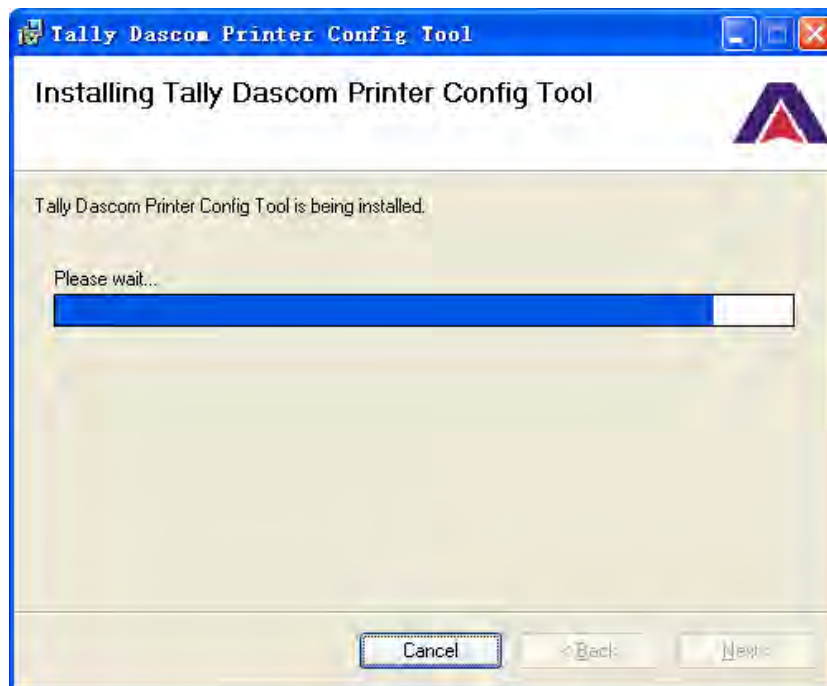 Tally Dascom Printer Config Tool
Installing Tally Dascom Printer Config Tool
Tally Dascom Printer Config Tool is being installed.
Please wait...
Cancel
< Back
Next >